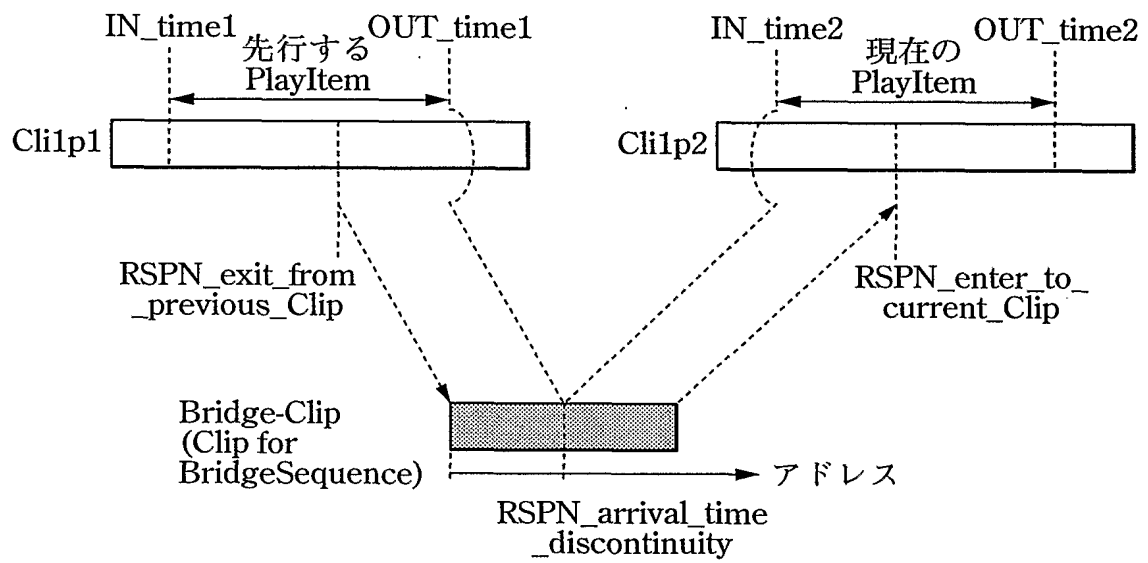 IN_time1
OUT_time1
先行する
PlayItem
IN_time2
OUT_time2
現在の
PlayItem
Cli1p1
Cli1p2
RSPN_exit_from
_previous_Clip
RSPN_enter_to_
current_Clip
Bridge-Clip
(Clip for
BridgeSequence)
アドレス
RSPN_arrival_time
_discontinuity